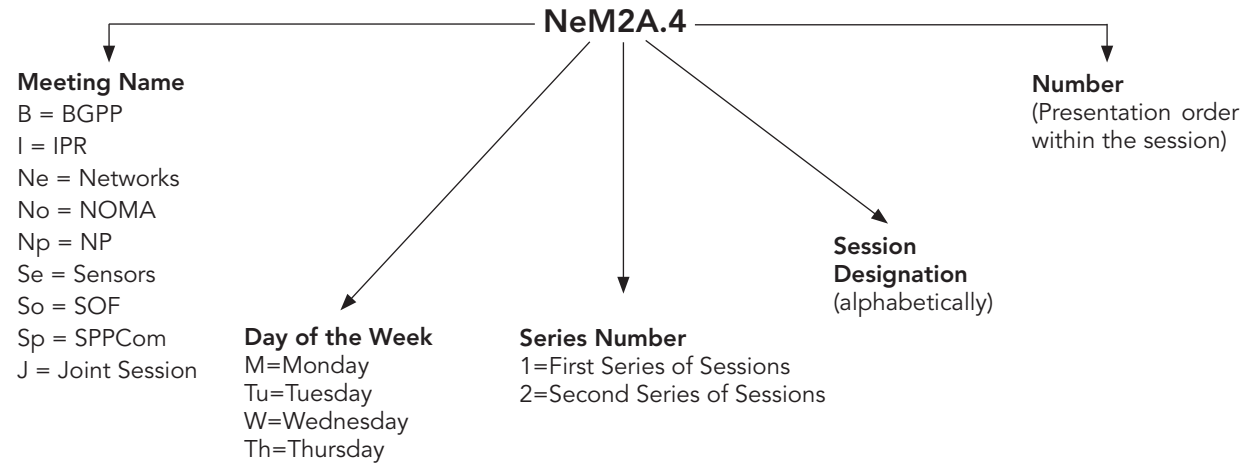 NeM2A.4
Meeting Name
B = BGPP
I = IPR
Ne = Networks
No = NOMA
Np = NP
Se = Sensors
So = SOF
Sp = SPPCom
J = Joint Session
Day of the Week
M=Monday
Tu=Tuesday
W=Wednesday
Th=Thursday
Series Number
1=First Series of Sessions
2=Second Series of Sessions
Session
Designation
(alphabetically)
Number
(Presentation order
within the session)